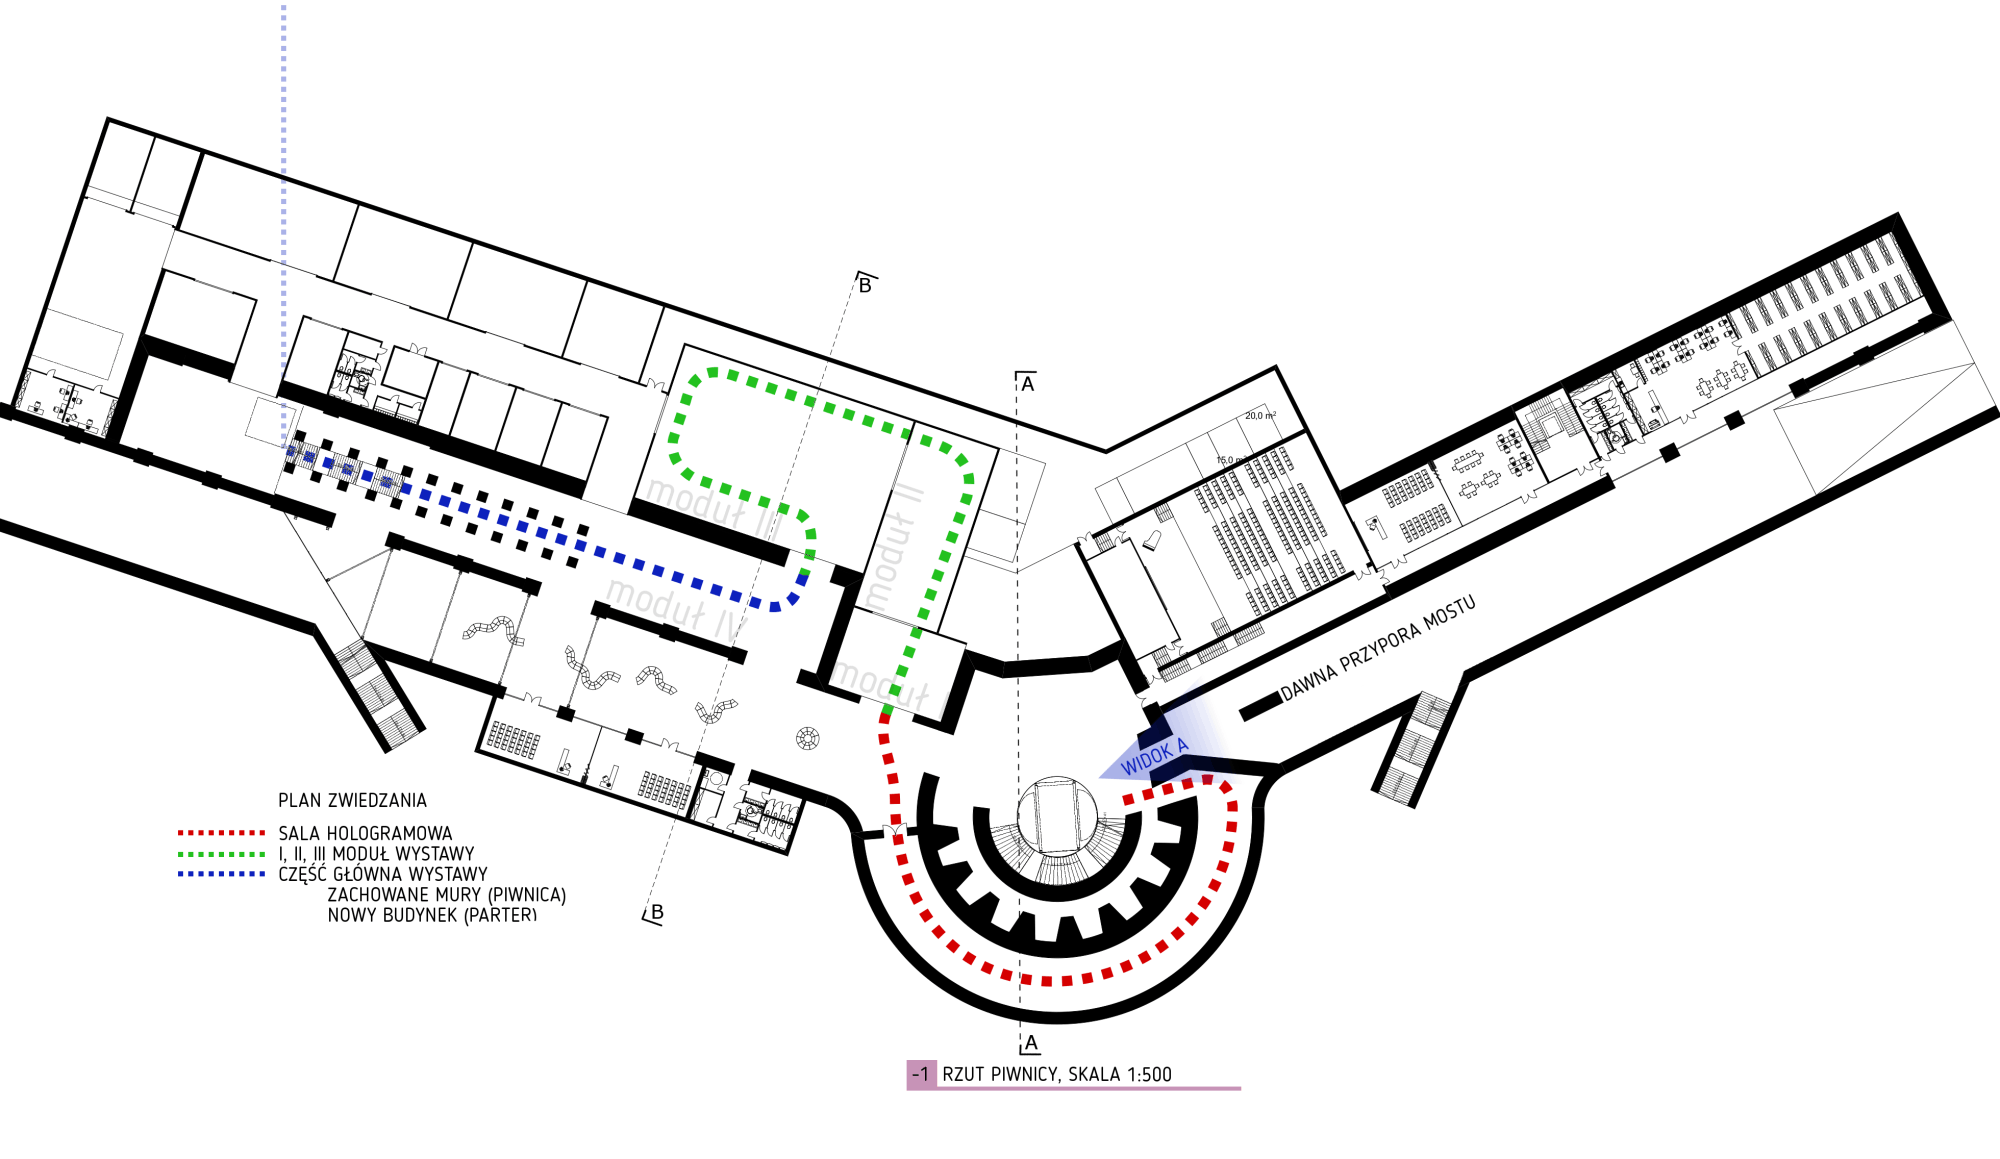 B
A
20,0 m²
15,0 m²
moduł III
moduł II
moduł IV
moduł I
DAWNA PRZYPORA MOSTU
WIDOK A
PLAN ZWIEDZANIA
SALA HOLOGRAMOWA
I, II, III MODUŁ WYSTAWY
CZĘŚĆ GŁÓWNA WYSTAWY
ZACHOWANE MURY (PIWNICA)
NOWY BUDYNEK (PARTER)
B
A
-1 RZUT PIWNICY, SKALA 1:500